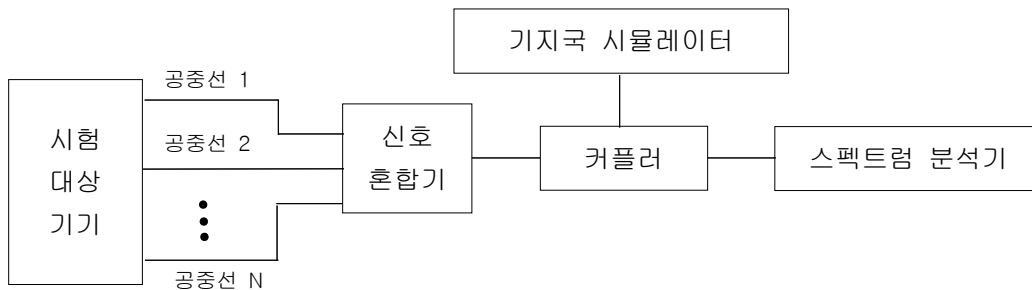 기지국 시뮬레이터
공중선 1
시험
대상
기기
공중선 2
신호
혼합기
커플러
스펙트럼 분석기
공중선 N